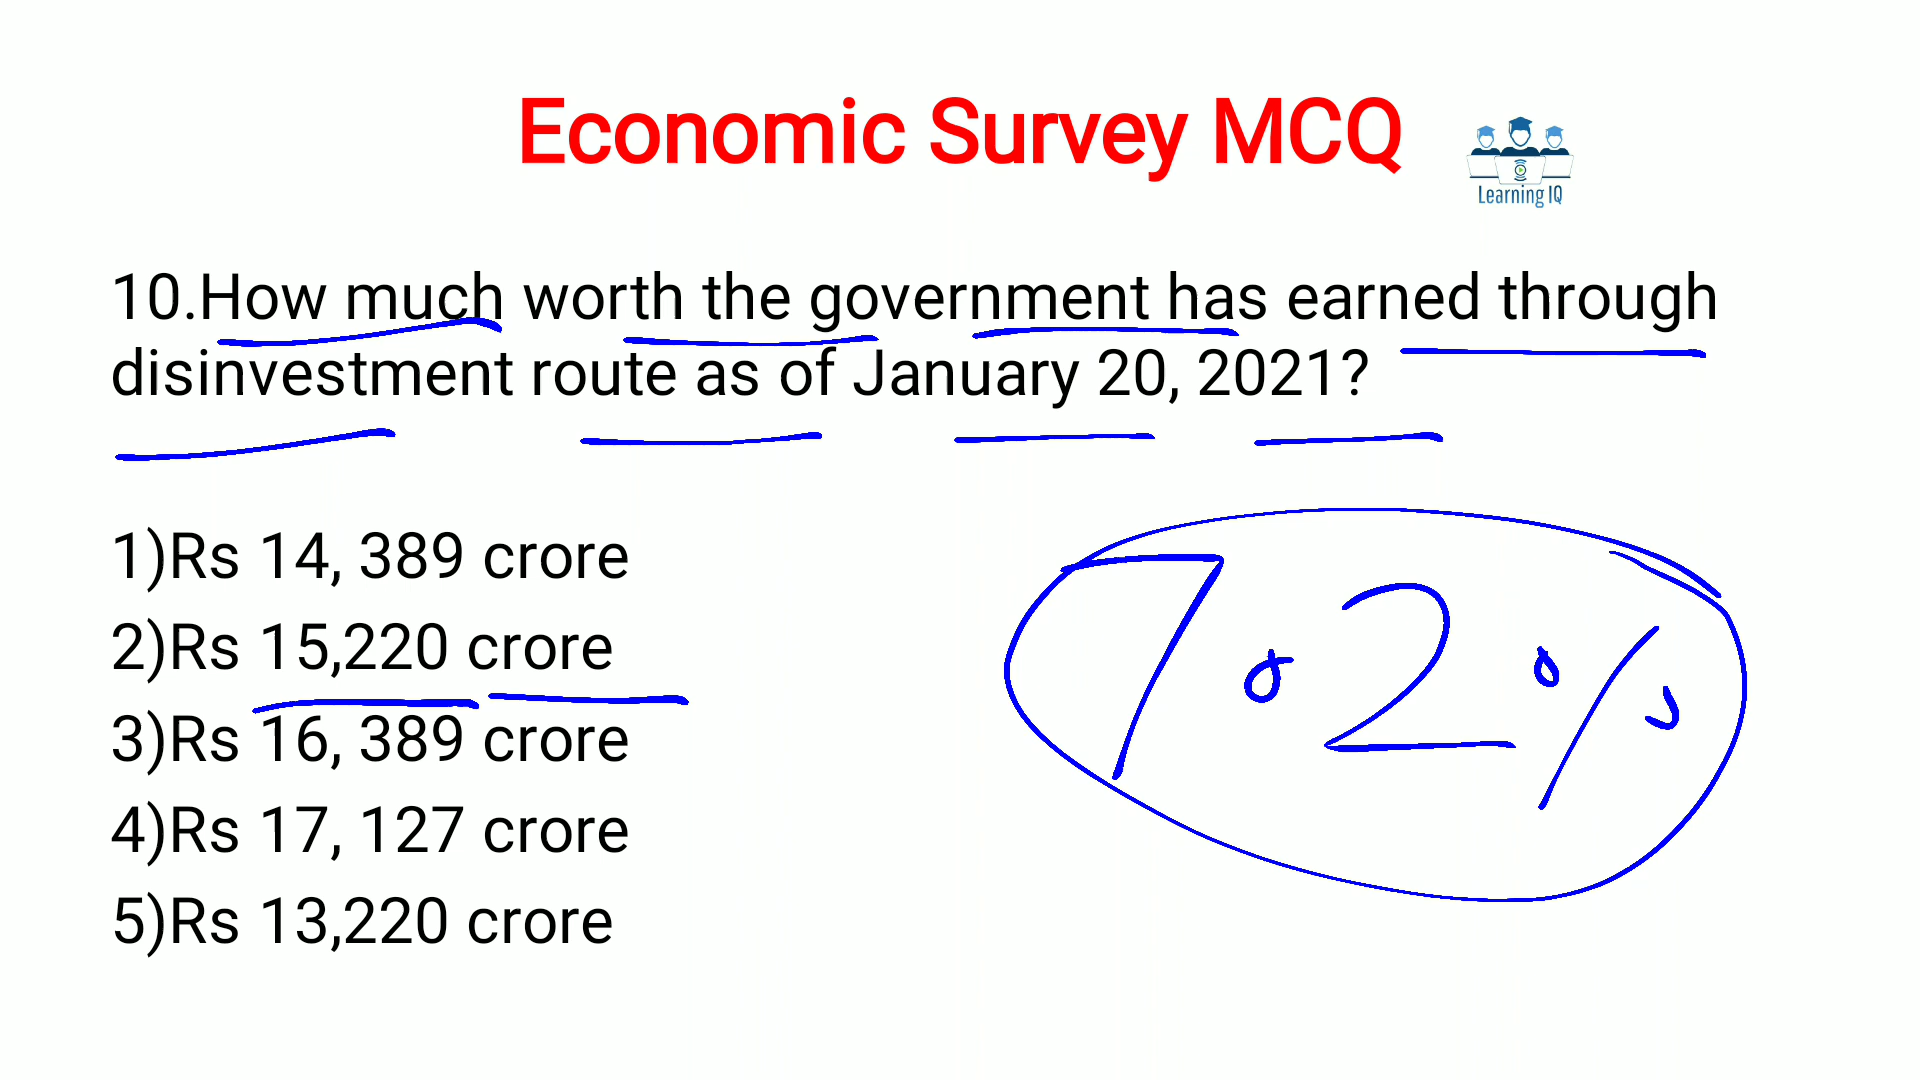 Economic Survey MCQ
Learning IQ
10.How much worth the government has earned through
disinvestment route as of January 20, 2021?
1)Rs 14, 389 crore
2)Rs 15,220 crore
3)Rs 16, 389 crore
4)Rs 17, 127 crore
5)Rs 13,220 crore
7.2%